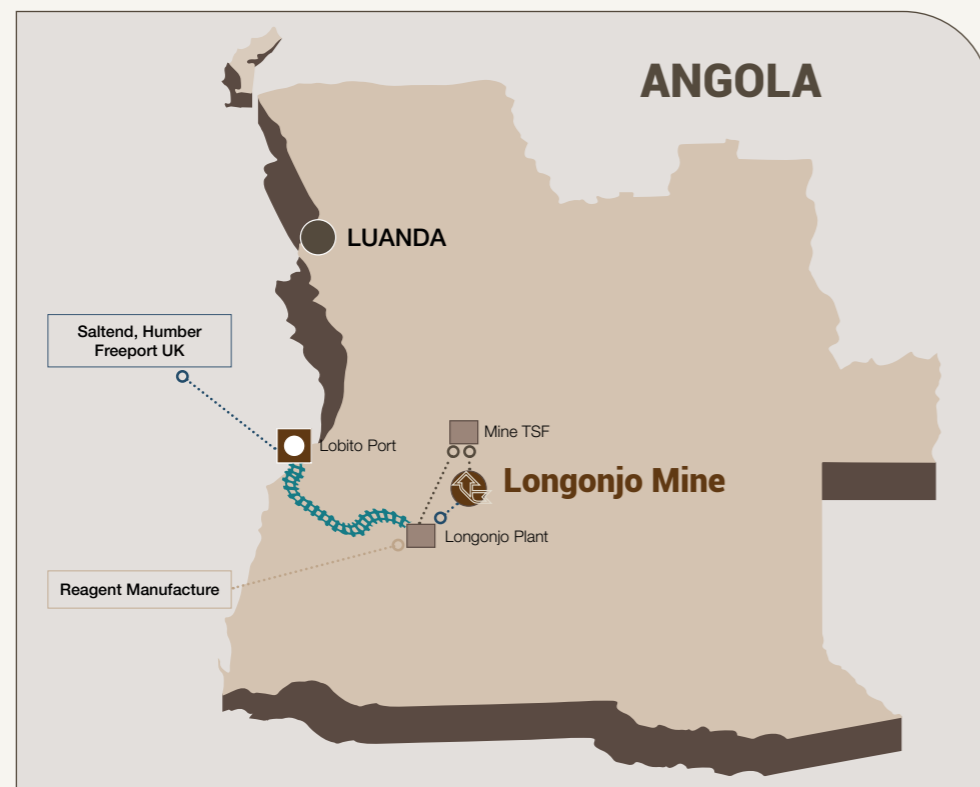 ANGOLA
LUANDA
Saltend, Humber
Freeport UK
Mine TSF
Lobito Port
Longonjo Mine
Longonjo Plant
Reagent Manufacture